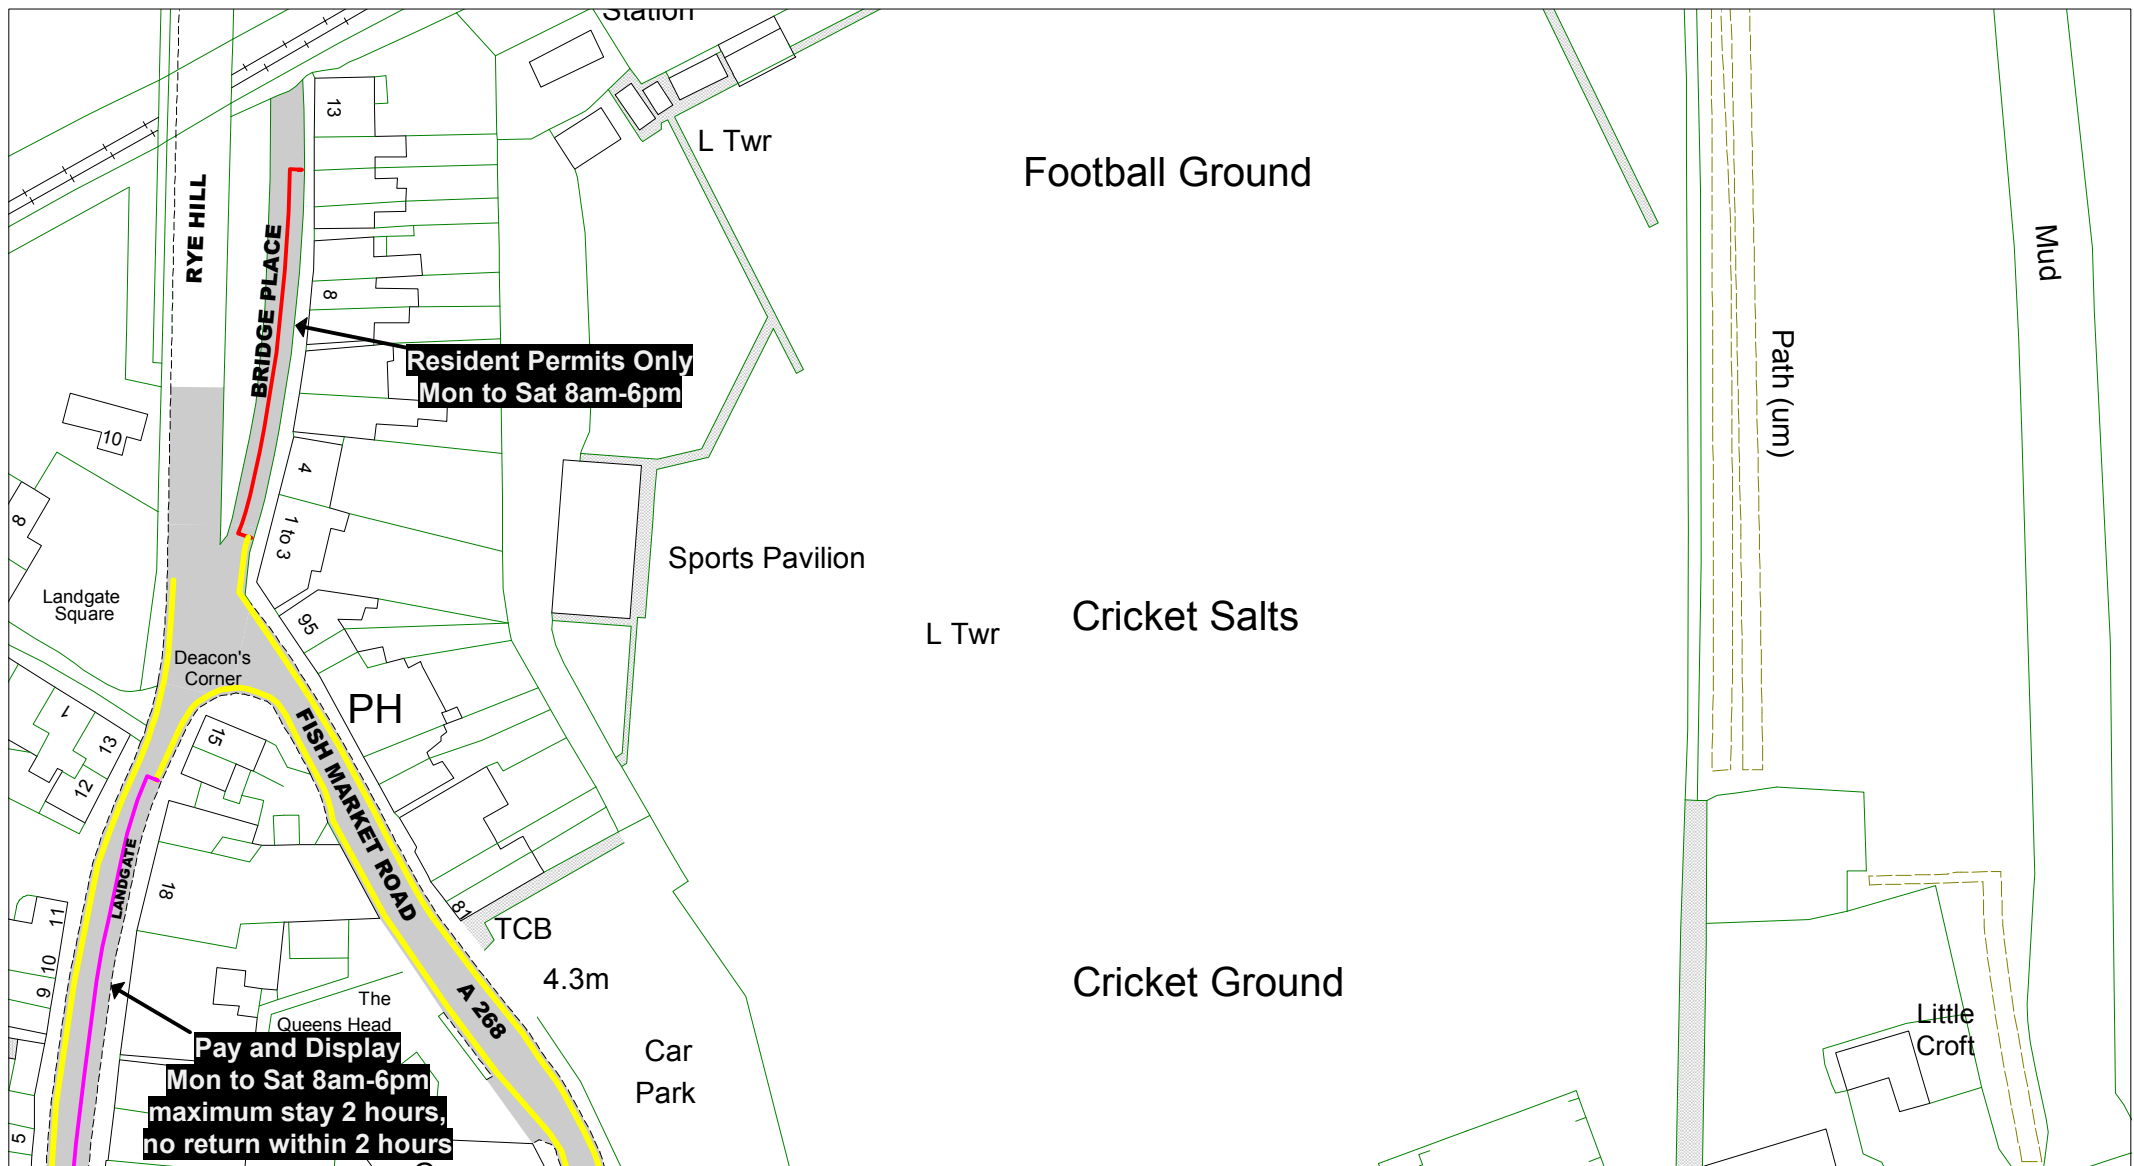 Station
13
L Twr
Football Ground
RYE HILL
BRIDGE PLACE
Mud
8
Resident Permits Only
Mon to Sat 8am-6pm
Path (um)
10
4
8
1 to 3
Sports Pavilion
Landgate
Square
95
L Twr
Cricket Salts
Deacon's
Corner
PH
1
13
12
15
FISH MARKET ROAD
LANDGATE
18
11
81
TCB
10
9
4.3m
Cricket Ground
A 268
The
Queens Head
Little
Croft
Pay and Display
Mon to Sat 8am-6pm
maximum stay 2 hours,
no return within 2 hours
Car
Park
5